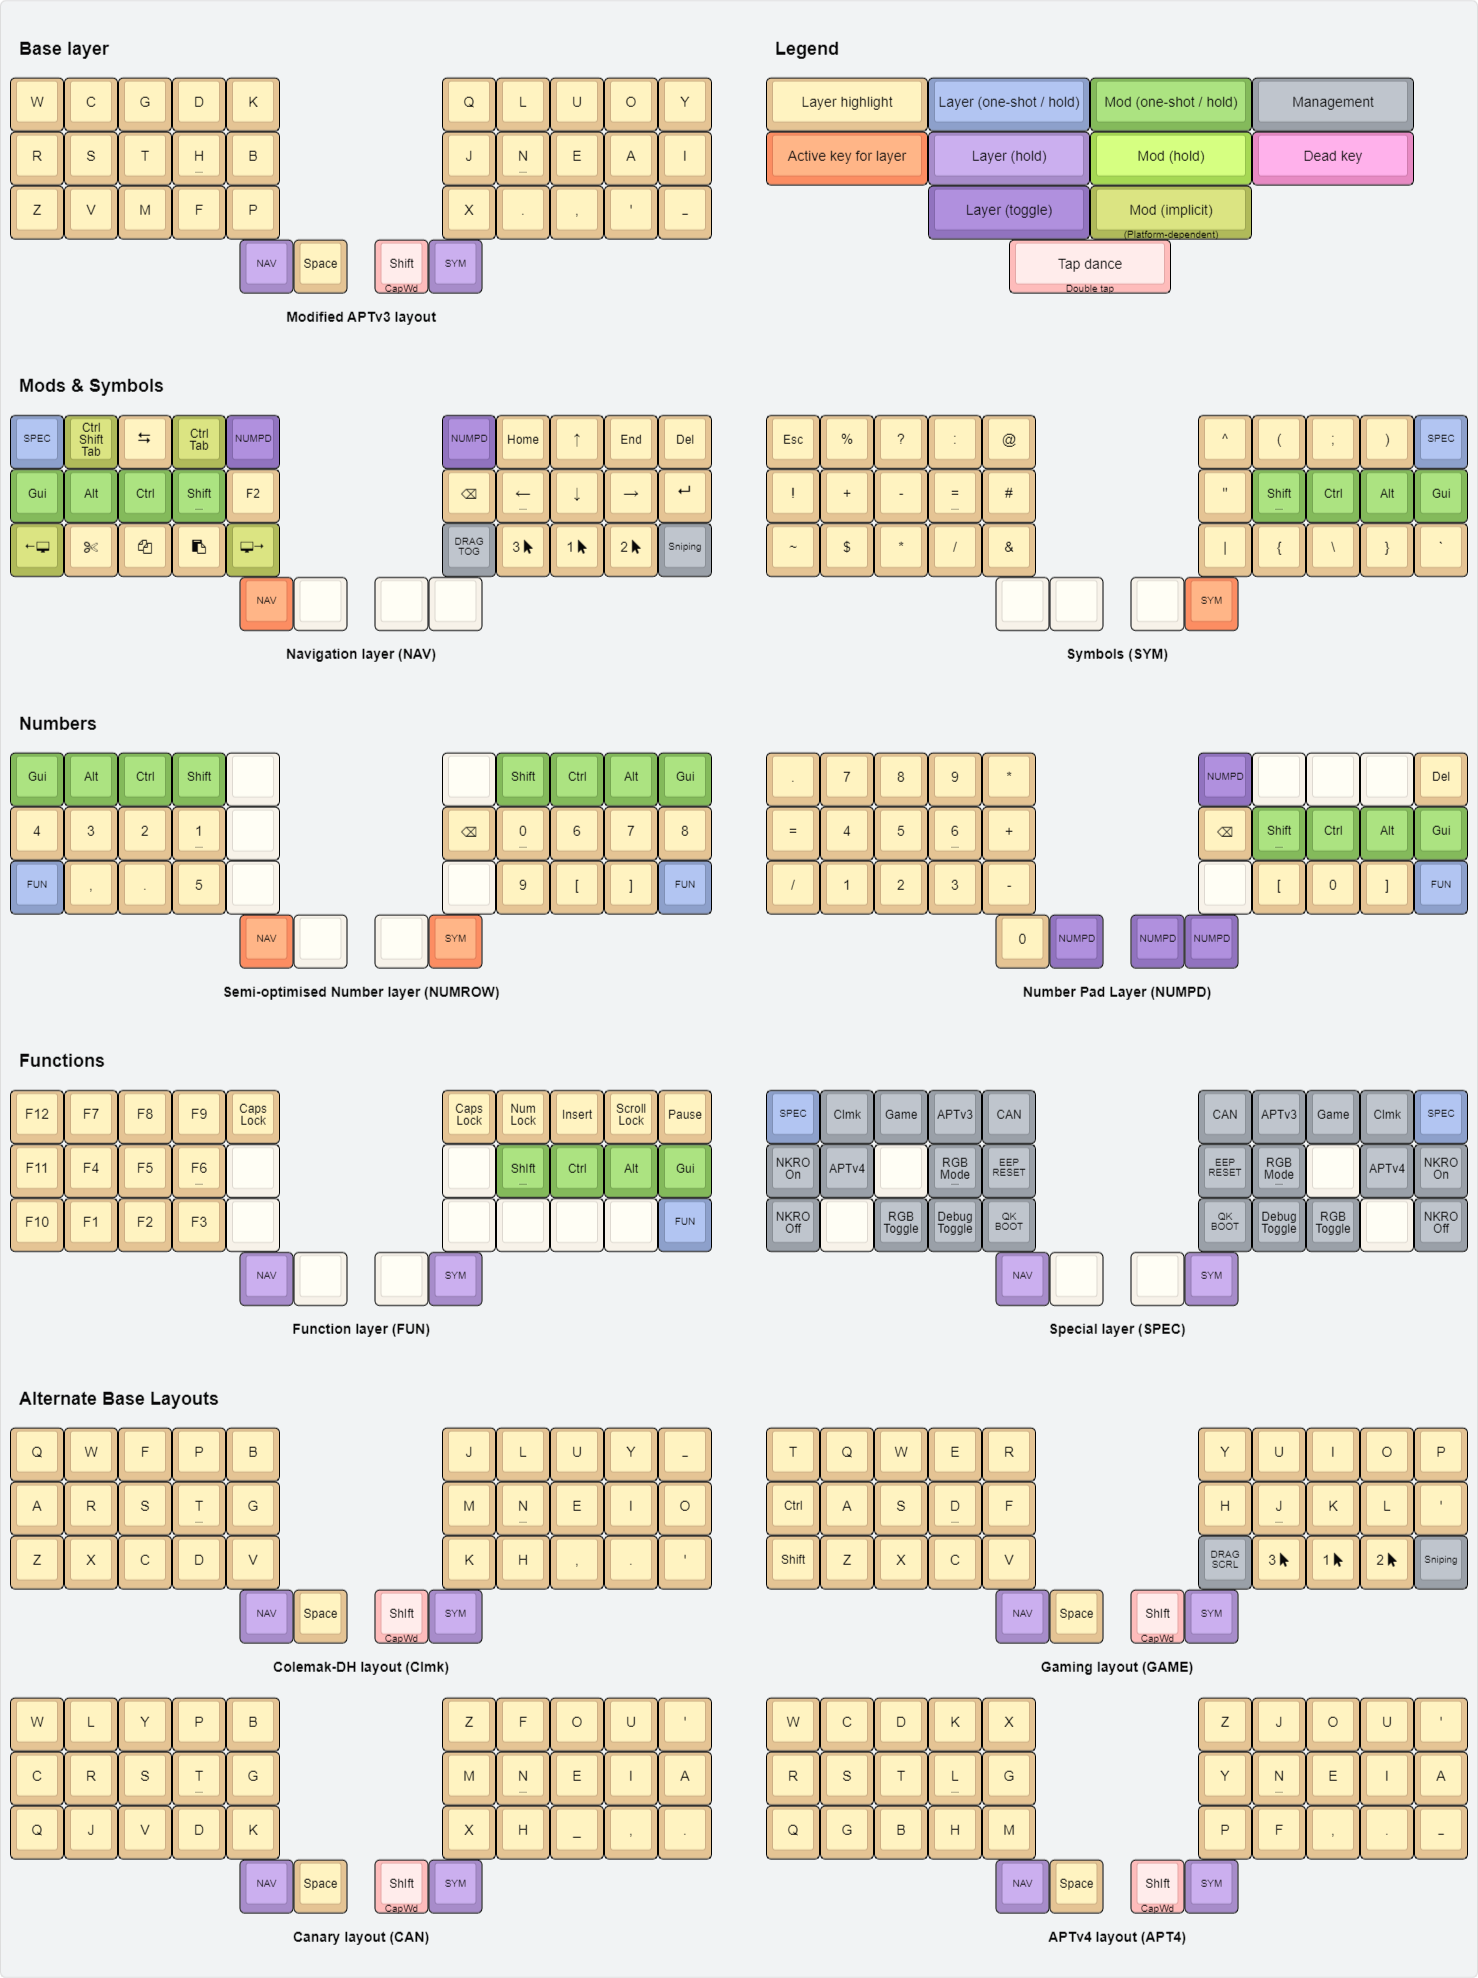 Base layer
Legend
W C G D K Q L U O Y
Layer highlight Layer (one-shot / hold) Mod (one-shot / hold) Management
R S T H B J N E A I
Active key for layer Layer (hold) Mod (hold) Dead key
Z V M F P X . , ' _
Layer (toggle) Mod (implicit)
(Platform-dependent)
NAV Space Shift SYM
CapWd
Tap dance
Double tap
Modified APTv3 layout
Mods & Symbols
SPEC Ctrl Shift Tab ⇆ Ctrl Tab NUMPD NUMPD Home ↑ End Del
Esc % ? : @ ^ ( ; ) SPEC
Gui Alt Ctrl Shift F2 ⌫ ← ↓ → ↵
! + - = # " Shift Ctrl Alt Gui
← → DRAG TOG 3 1 2 Sniping
~ $ * / & | { \ } `
NAV
SYM
Navigation layer (NAV)
Symbols (SYM)
Numbers
Gui Alt Ctrl Shift Shift Ctrl Alt Gui
. 7 8 9 * NUMPD Del
4 3 2 1 ⌫ 0 6 7 8
= 4 5 6 + ⌫ Shift Ctrl Alt Gui
FUN , . 5 9 [ ] FUN
/ 1 2 3 - [ 0 ] FUN
NAV SYM
0 NUMPD NUMPD NUMPD
Semi-optimised Number layer (NUMROW)
Number Pad Layer (NUMPD)
Functions
F12 F7 F8 F9 Caps Lock Caps Lock Num Lock Insert Scroll Lock Pause
SPEC Clmk Game APTv3 CAN CAN APTv3 Game Clmk SPEC
F11 F4 F5 F6 Shift Ctrl Alt Gui
NKRO On APTv4 RGB Mode EEP RESET EEP RESET RGB Mode APTv4 NKRO On
F10 F1 F2 F3 FUN
NKRO Off RGB Toggle Debug Toggle QK BOOT QK BOOT Debug Toggle RGB Toggle NKRO Off
NAV SYM
NAV SYM
Function layer (FUN)
Special layer (SPEC)
Alternate Base Layouts
Q W F P B J L U Y _
T Q W E R Y U I O P
A R S T G M N E I O
Ctrl A S D F H J K L '
Z X C D V K H , . '
Shift Z X C V DRAG SCRL 3 1 2 Sniping
NAV Space Shift SYM
CapWd
NAV Space Shift SYM
CapWd
Colemak-DH layout (Clmk)
Gaming layout (GAME)
W L Y P B Z F O U '
W C D K X Z J O U '
C R S T G M N E I A
R S T L G Y N E I A
Q J V D K X H _ , .
Q G B H M P F , . _
NAV Space Shift SYM
CapWd
NAV Space Shift SYM
CapWd
Canary layout (CAN)
APTv4 layout (APT4)